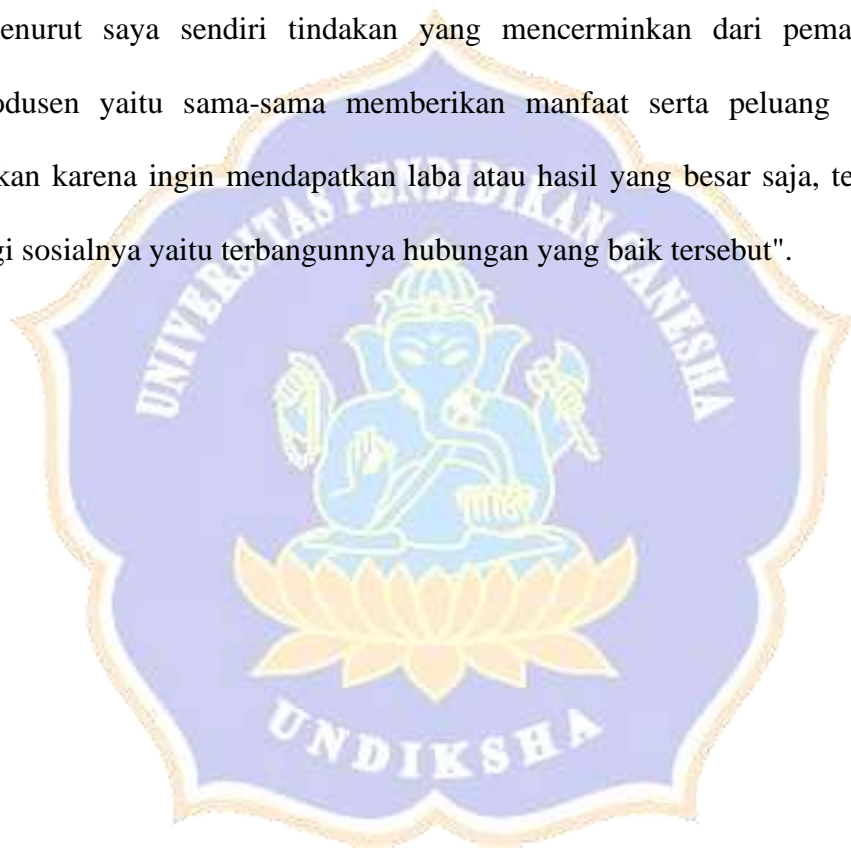 enurut saya sendiri tindakan yang mencerminkan dari pema
odusen yaitu sama-sama memberikan manfaat serta peluang
kan karena ingin mendapatkan laba atau hasil yang besar saja, te
gi sosialnya yaitu terbangunnya hubungan yang baik tersebut".
UNIVERSITAS PENDIDIKAN GANESHA
UNDIKSHA